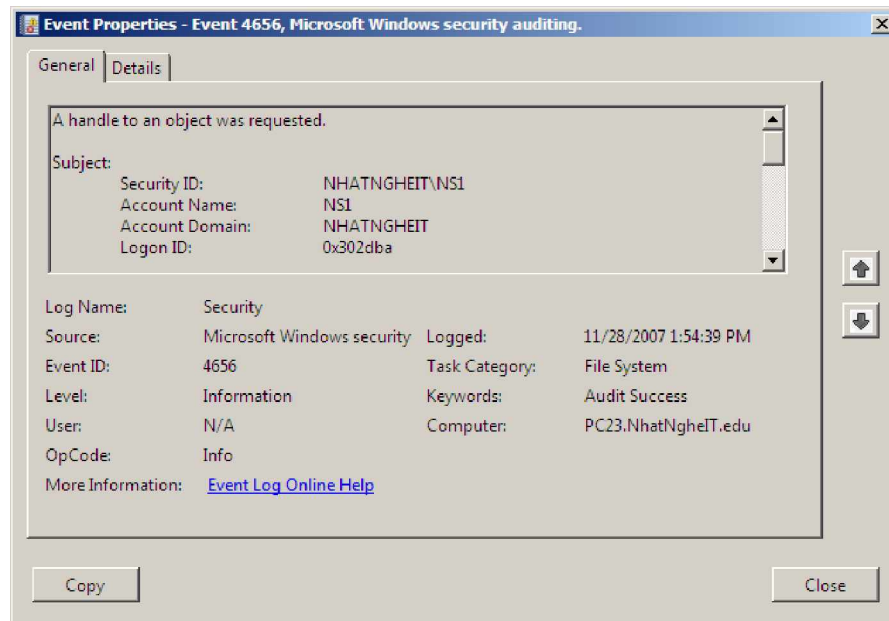 Event Properties - Event 4656, Microsoft Windows security auditing.
General Details
A handle to an object was requested.
Subject:
Security ID: NHATNGHEIT\NS1
Account Name: NS1
Account Domain: NHATNGHEIT
Logon ID: 0x302dba
Log Name: Security
Source: Microsoft Windows security Logged: 11/28/2007 1:54:39 PM
Event ID: 4656 Task Category: File System
Level: Information Keywords: Audit Success
User: N/A Computer: PC23.NhatNgheIT.edu
OpCode: Info
More Information: Event Log Online Help
Copy Close